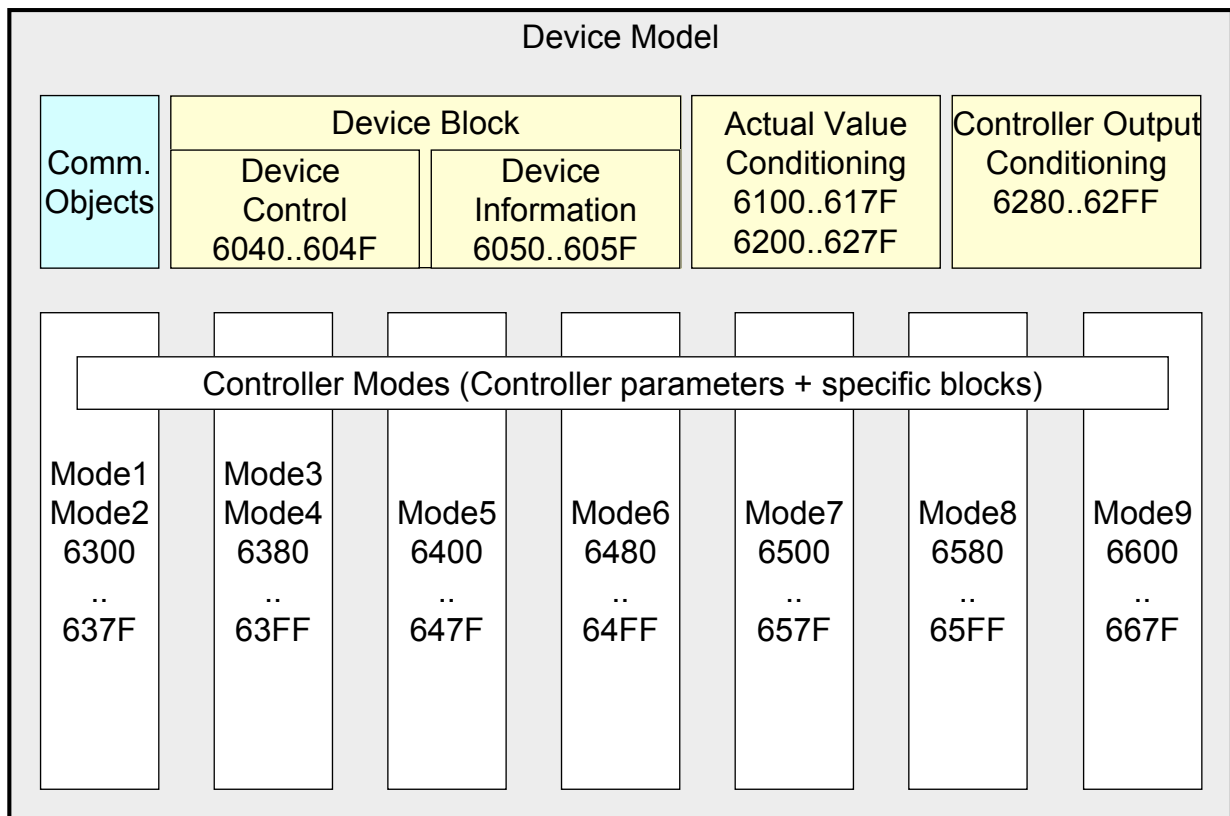 Device Model
Comm.
Objects
Device Block
Device
Control
6040..604F
Device
Information
6050..605F
Actual Value
Conditioning
6100..617F
6200..627F
Controller Output
Conditioning
6280..62FF
Controller Modes (Controller parameters + specific blocks)
Mode1
Mode2
6300
..
637F
Mode3
Mode4
6380
..
63FF
Mode5
6400
..
647F
Mode6
6480
..
64FF
Mode7
6500
..
657F
Mode8
6580
..
65FF
Mode9
6600
..
667F